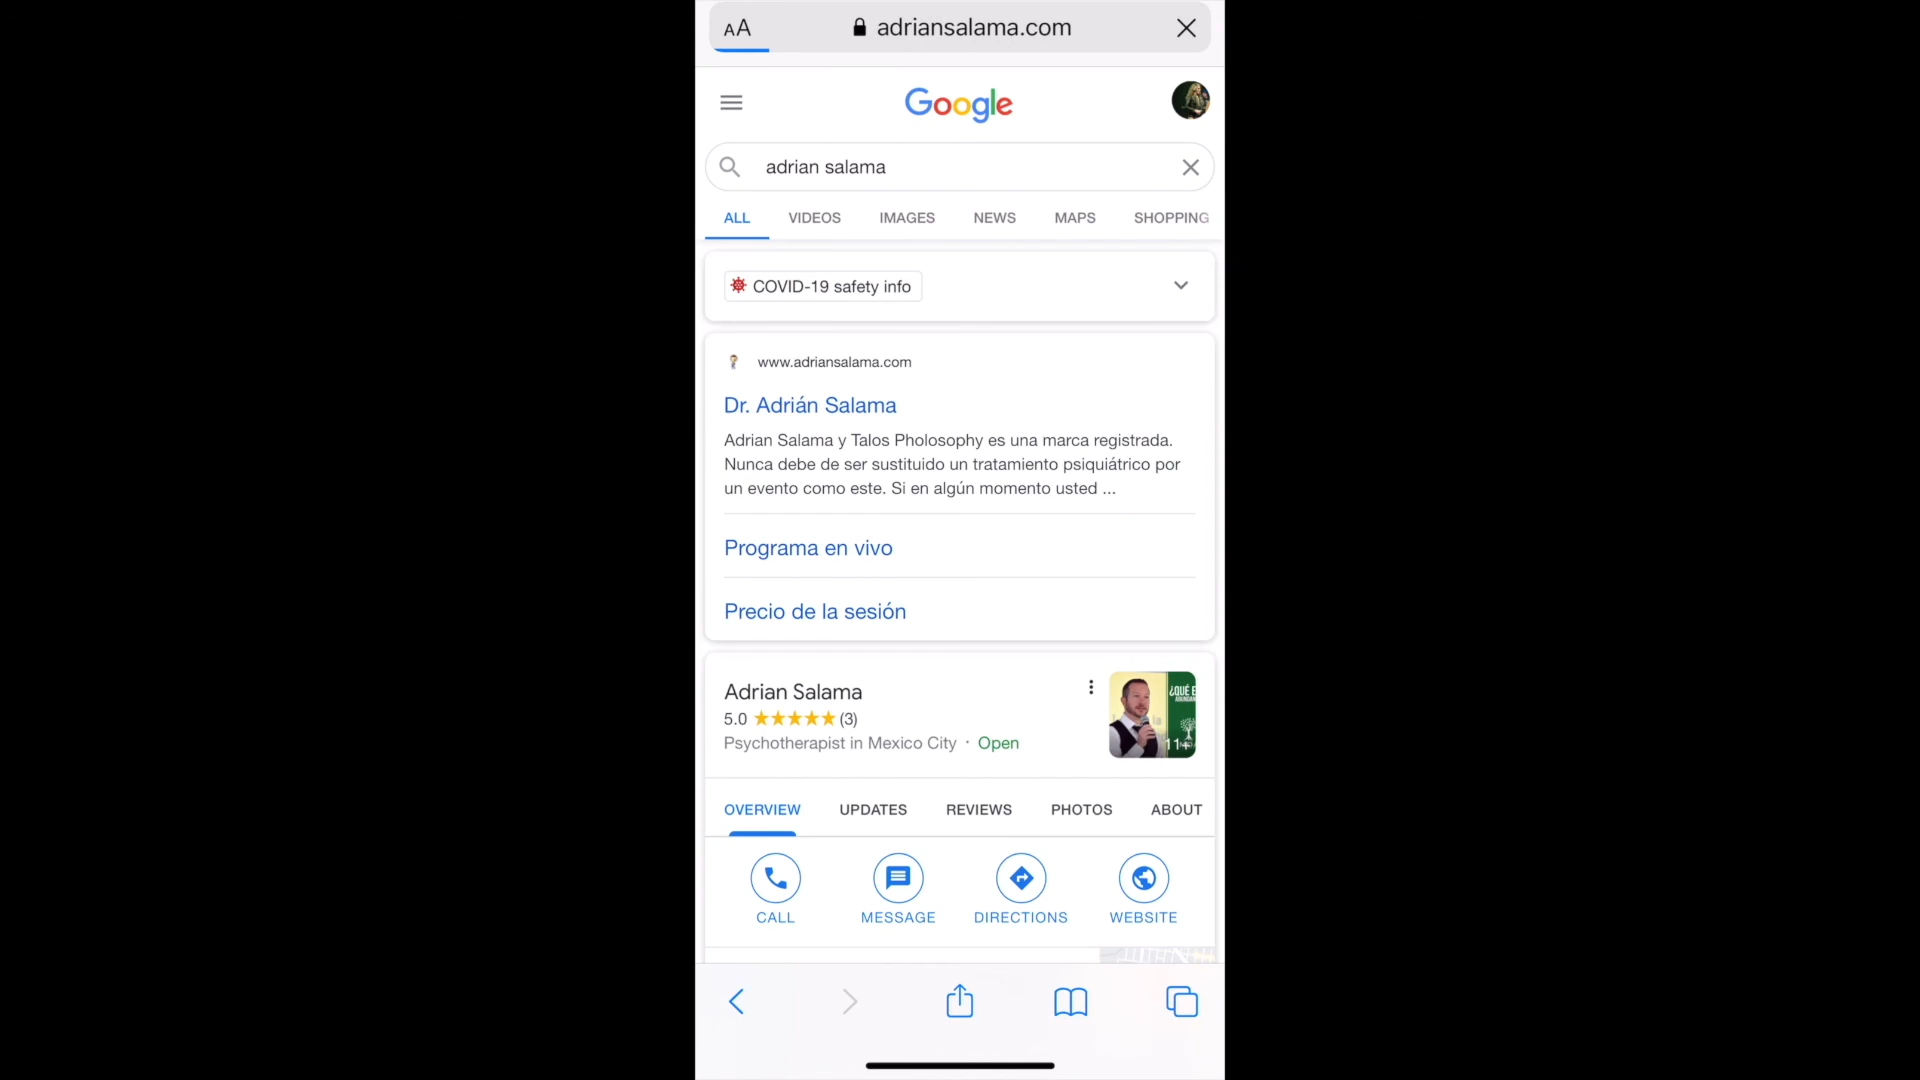 AA adriansalama.com
Google
adrian salama
ALL VIDEOS IMAGES NEWS MAPS SHOPPING
COVID-19 safety info
www.adriansalama.com
Dr. Adrián Salama
Adrian Salama y Talos Pholosophy es una marca registrada.
Nunca debe de ser sustituido un tratamiento psiquiátrico por
un evento como este. Si en algún momento usted ...
Programa en vivo
Precio de la sesión
Adrian Salama
5.0 ★★★★★ (3)
Psychotherapist in Mexico City · Open
¿QUÉ E
11+
OVERVIEW UPDATES REVIEWS PHOTOS ABOUT
CALL MESSAGE DIRECTIONS WEBSITE